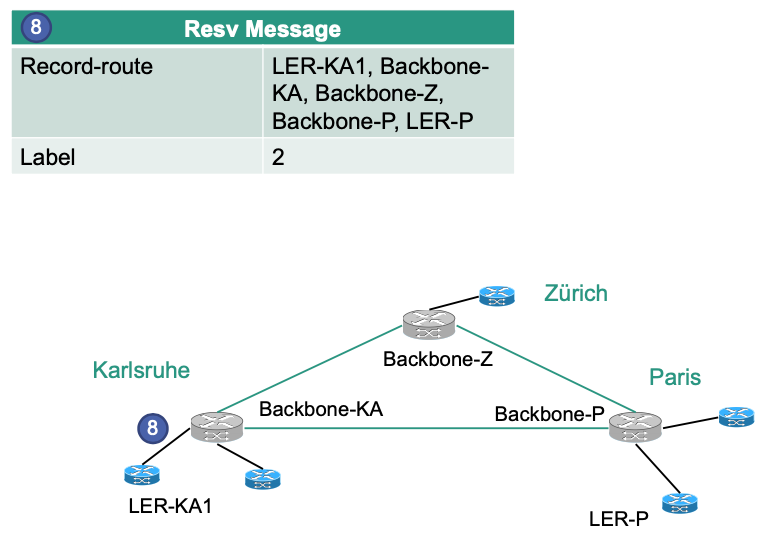 8
Resv Message
Record-route
LER-KA1, Backbone-
KA, Backbone-Z,
Backbone-P, LER-P
Label
2
Zürich
Backbone-Z
Karlsruhe
Paris
Backbone-KA
Backbone-P
8
LER-KA1
LER-P